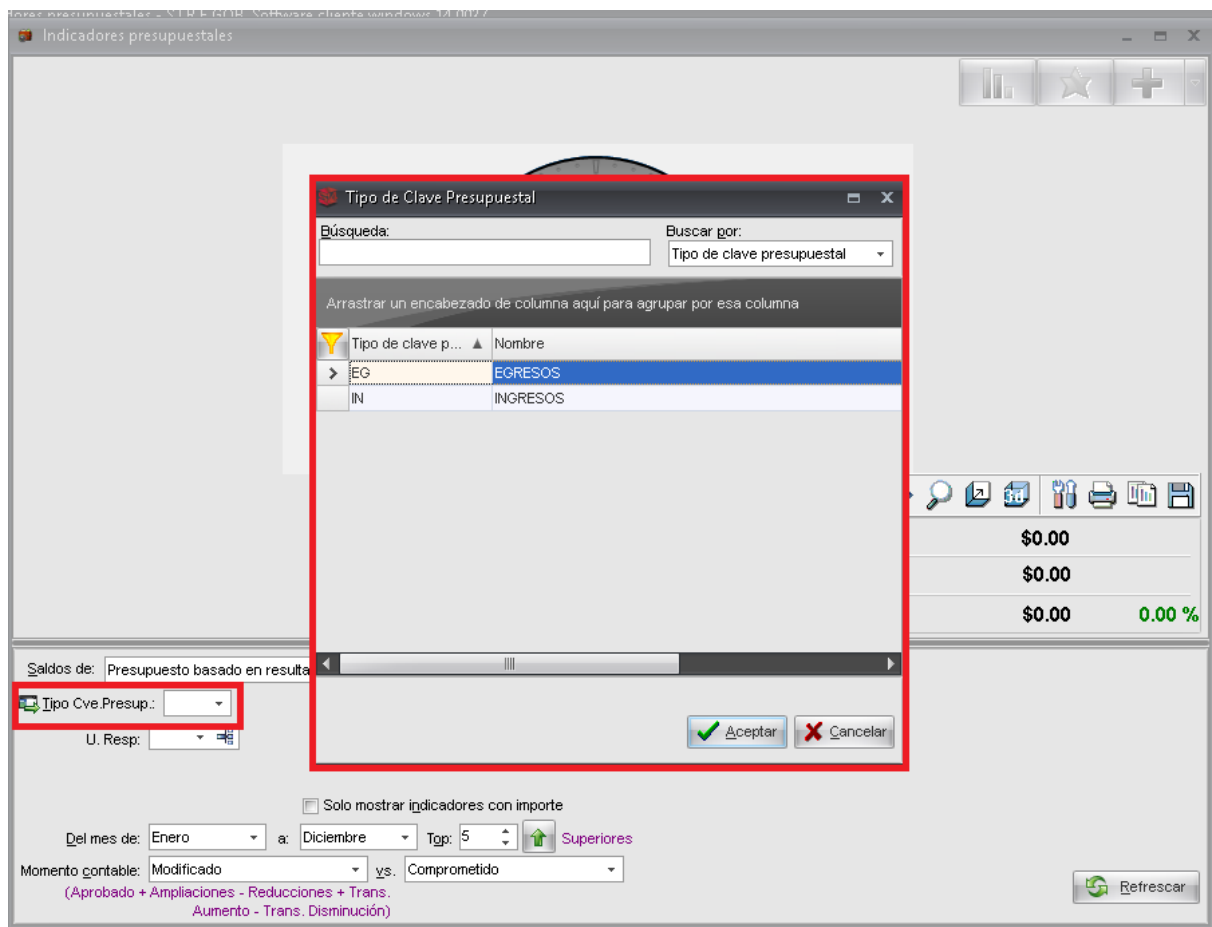 Indicadores presupuestales
Tipo de Clave Presupuestal
Búsqueda:
Buscar por:
Tipo de clave presupuestal
Arrastrar un encabezado de columna aquí para agrupar por esa columna
Tipo de clave p... Nombre
EG EGRESOS
IN INGRESOS
3d
$0.00
$0.00
$0.00 0.00 %
Saldos de: Presupuesto basado en resulta
Tipo Cve.Presup.:
U. Resp:
Aceptar Cancelar
Solo mostrar indicadores con importe
Del mes de: Enero a: Diciembre Top: 5 Superiores
Momento contable: Modificado vs. Comprometido
(Aprobado + Ampliaciones - Reducciones + Trans.
Aumento - Trans. Disminución)
Refrescar